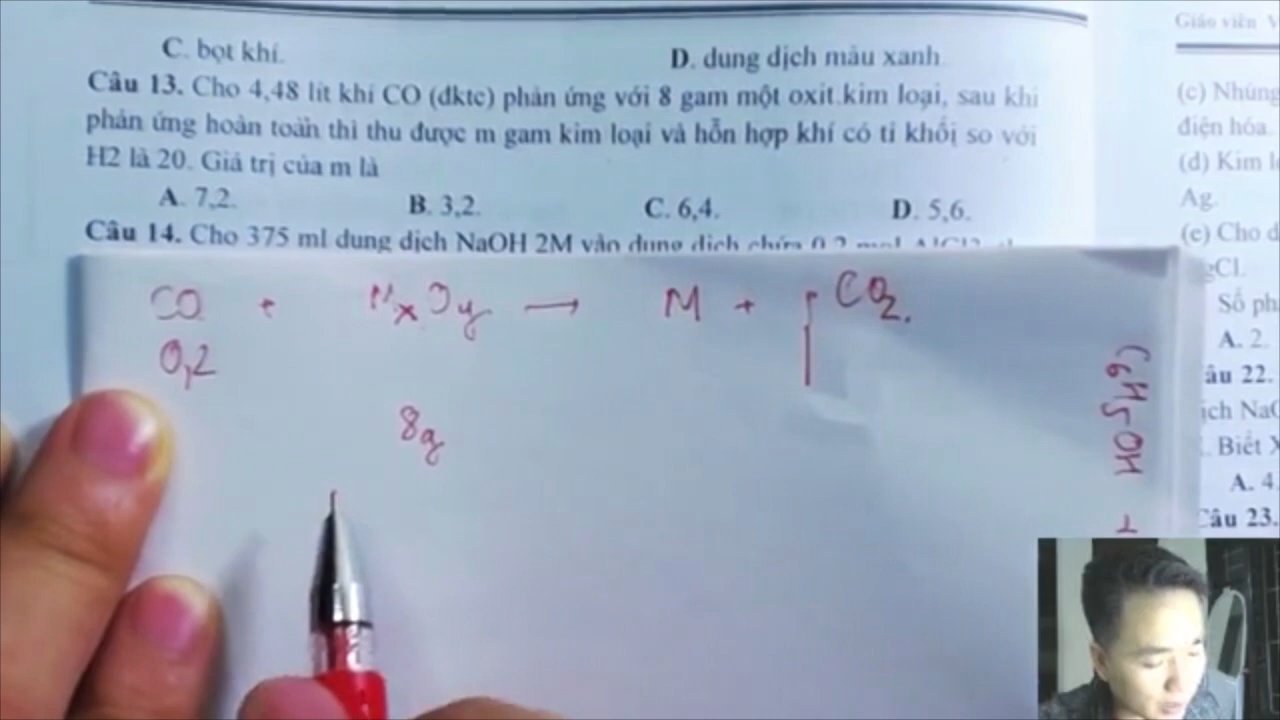 C. bọt khí. D. dung dịch màu xanh
Câu 13. Cho 4,48 lít khí CO (đktc) phản ứng với 8 gam một oxit kim loại, sau khi
phản ứng hoàn toàn thì thu được m gam kim loại và hỗn hợp khí có tỉ khối so với
H2 là 20. Giá trị của m là
A. 7,2. B. 3,2. C. 6,4. D. 5,6.
Câu 14. Cho 375 ml dung dịch NaOH 2M vào dung dịch chứa 0,2 mol AlCl3
CO + MxOy → M + CO2.
0,2
8g
C6H5OH +
Giáo viên V
(c) Nhúng
điện hóa.
(d) Kim l
Ag.
(e) Cho d
gCl.
Số ph
A. 2.
âu 22.
ịch NaO
. Biết X
A. 4
Câu 23.